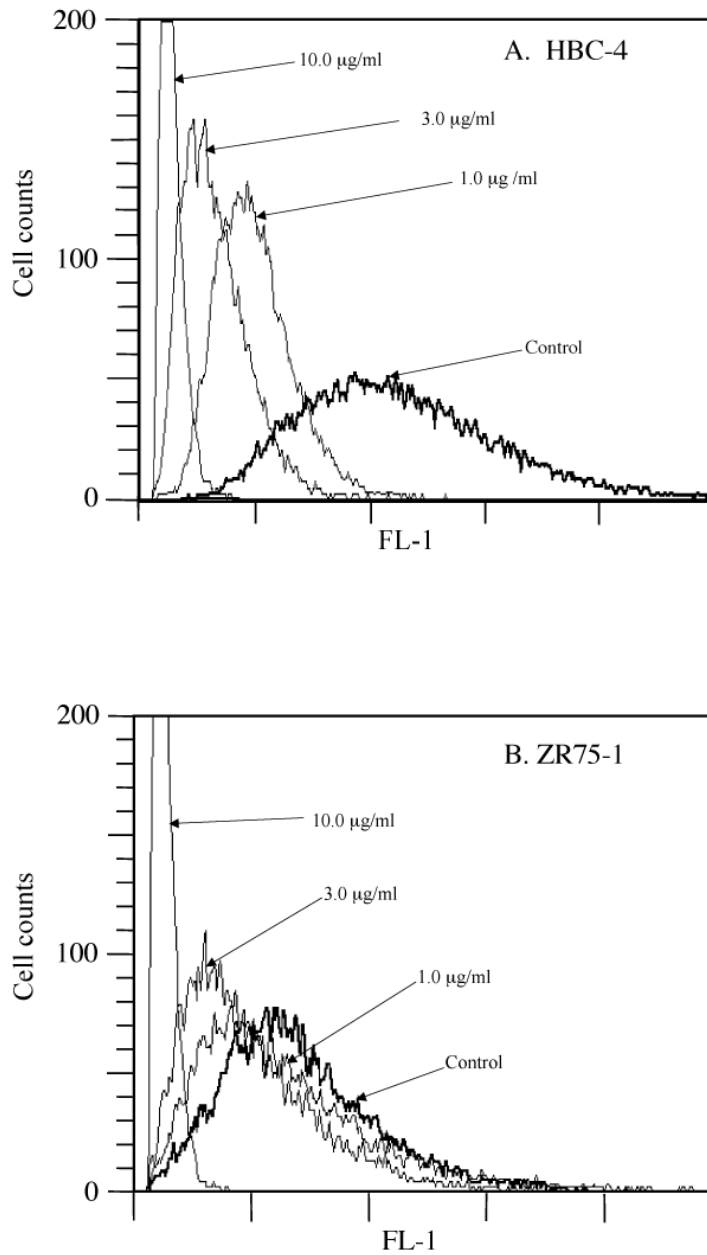 200
A. HBC-4
10.0 µg/ml
3.0 µg/ml
1.0 µg /ml
Cell counts
100
Control
0
FL-1
200
B. ZR75-1
10.0 µg/ml
3.0 µg/ml
Cell counts
100
1.0 µg/ml
Control
0
FL-1